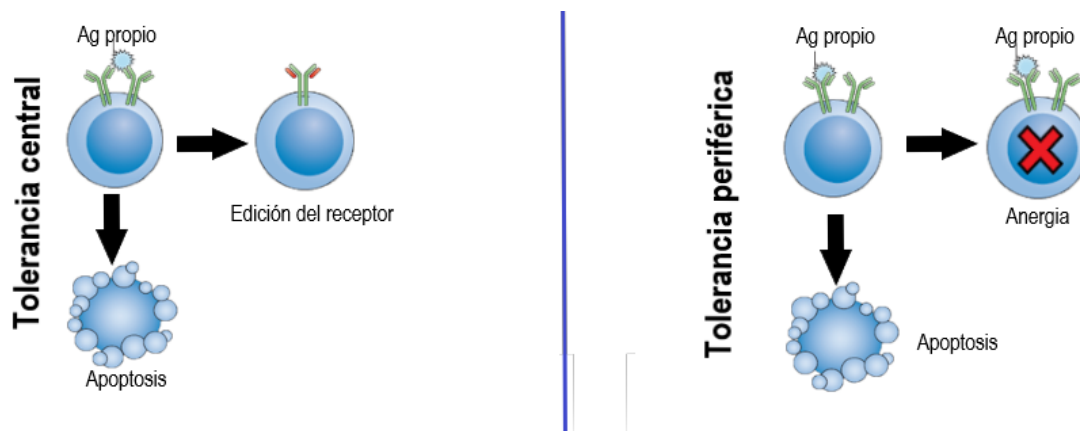 Tolerancia central
Ag propio
Edición del receptor
Apoptosis
Tolerancia periférica
Ag propio
Ag propio
Anergia
Apoptosis